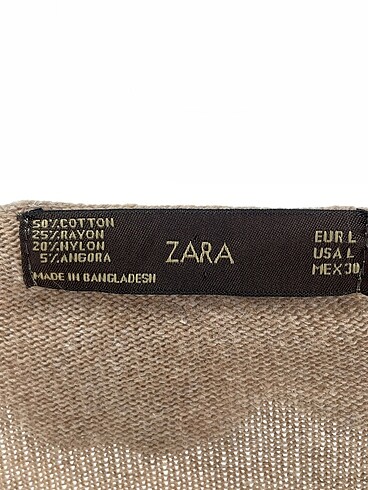 50%COTTON
25%RAYON
20%NYLON
5%ANGORA
MADE IN BANGLADESH
ZARA
EUR L
USA L
MEX 30